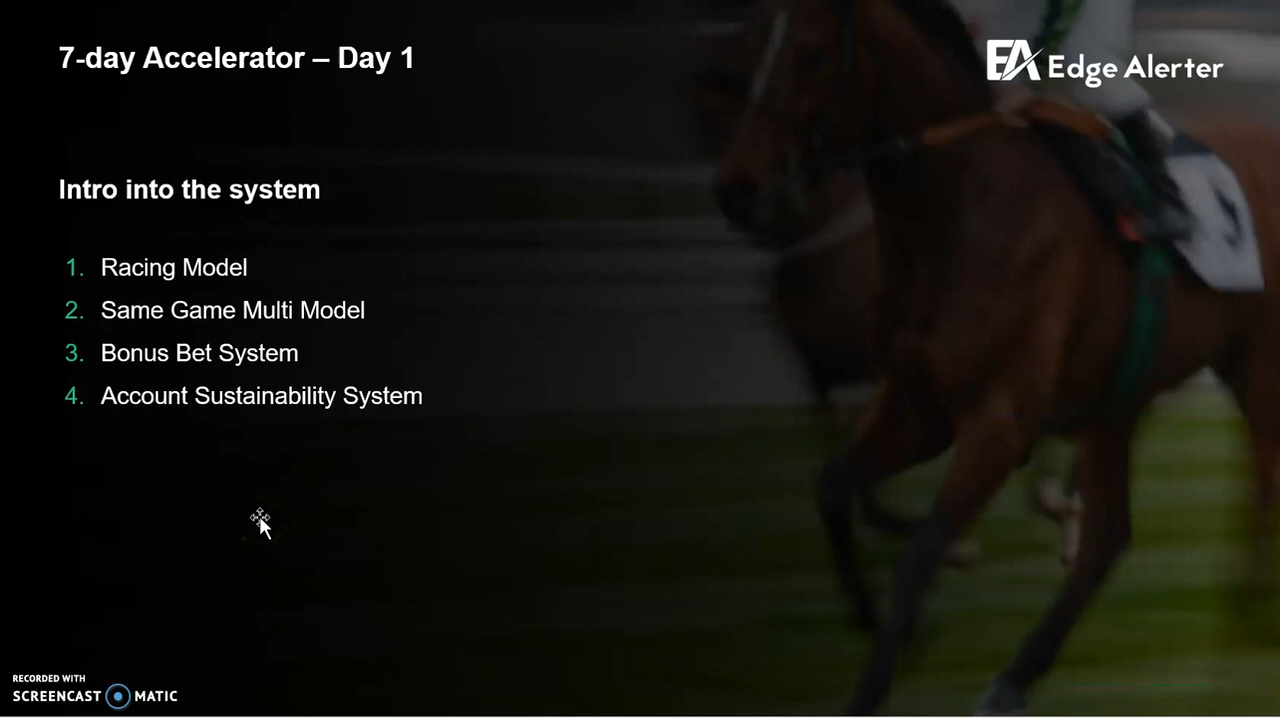 7-day Accelerator – Day 1
EA Edge Alerter
Intro into the system
1. Racing Model
2. Same Game Multi Model
3. Bonus Bet System
4. Account Sustainability System
RECORDED WITH
SCREENCAST MATIC